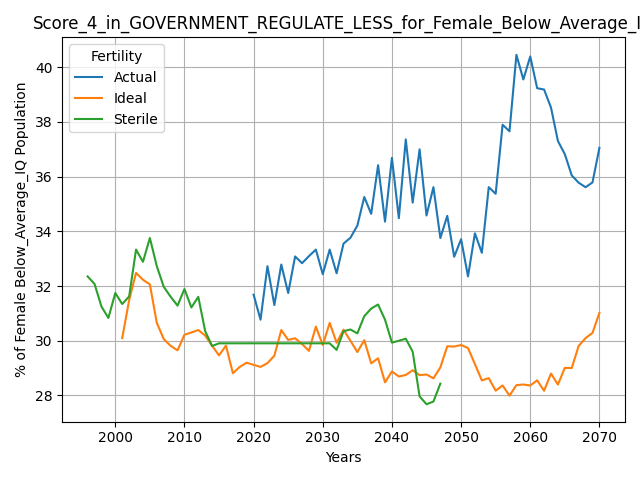 Score_4_in_GOVERNMENT_REGULATE_LESS_for_Female_Below_Average_I
Fertility
Actual
Ideal
Sterile
% of Female Below_Average_IQ Population
40
38
36
34
32
30
28
2000 2010 2020 2030 2040 2050 2060 2070
Years